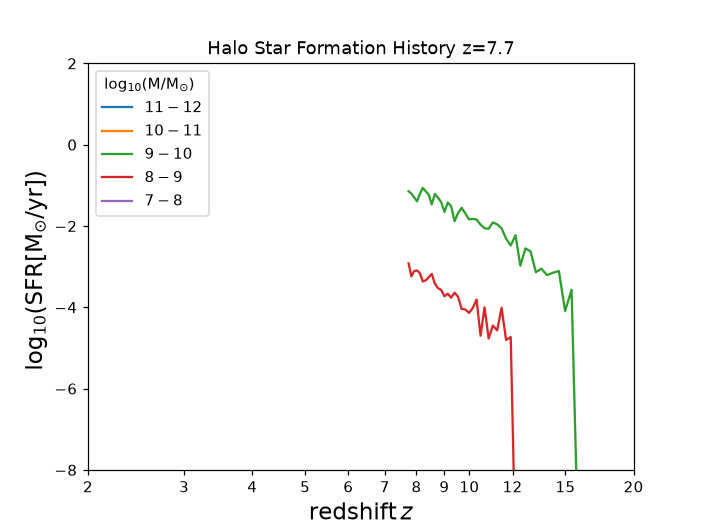 Halo Star Formation History z=7.7
log₁₀(M/M⊙)
11 − 12
10 − 11
9 − 10
8 − 9
7 − 8
2
0
−2
−4
−6
−8
log₁₀(SFR[M⊙/yr])
2 3 4 5 6 7 8 9 10 12 15 20
redshift z